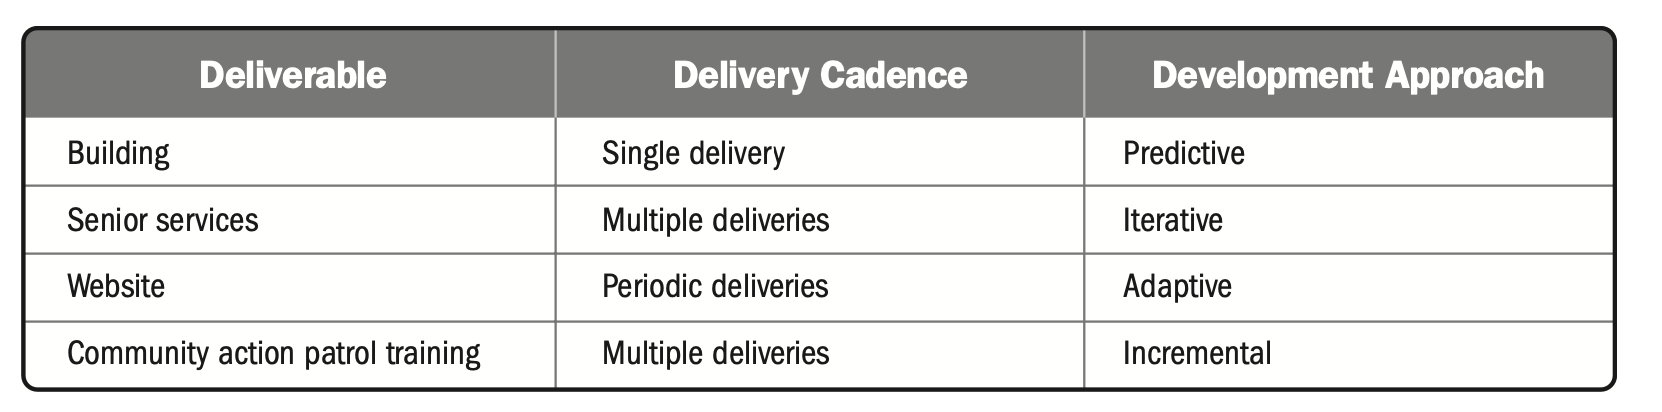 Deliverable Delivery Cadence Development Approach
Building Single delivery Predictive
Senior services Multiple deliveries Iterative
Website Periodic deliveries Adaptive
Community action patrol training Multiple deliveries Incremental